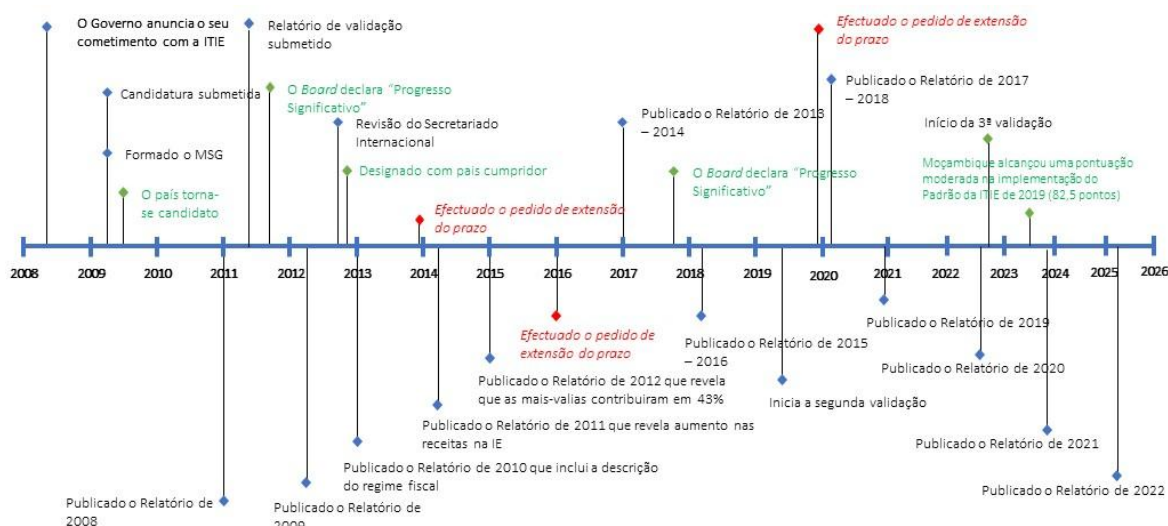 O Governo anuncia o seu
cometimento com a ITIE
Relatório de validação
submetido
Efectuado o pedido de extensão
do prazo
Candidatura submetida
O Board declara “Progresso
Significativo”
Publicado o Relatório de 2017
– 2018
Revisão do Secretariado
Internacional
Publicado o Relatório de 2013
– 2014
Início da 3ª validação
Formado o MSG
Designado com pais cumpridor
O Board declara “Progresso
Significativo”
Moçambique alcançou uma pontuação
moderada na implementação do
Padrão da ITIE de 2019 (82,5 pontos)
O país torna-
se candidato
Efectuado o pedido de extensão
do prazo
2008 2009 2010 2011 2012 2013 2014 2015 2016 2017 2018 2019 2020 2021 2022 2023 2024 2025 2026
Efectuado o pedido de
extensão do prazo
Publicado o Relatório de 2015
– 2016
Publicado o Relatório de 2019
Publicado o Relatório de 2020
Publicado o Relatório de 2012 que revela
que as mais-valias contribuiram em 43%
Inicia a segunda validação
Publicado o Relatório de 2011 que revela aumento nas
receitas na IE
Publicado o Relatório de 2021
Publicado o Relatório de 2010 que inclui a descrição
do regime fiscal
Publicado o Relatório de 2022
Publicado o Relatório de
2008
Publicado o Relatório de
2009